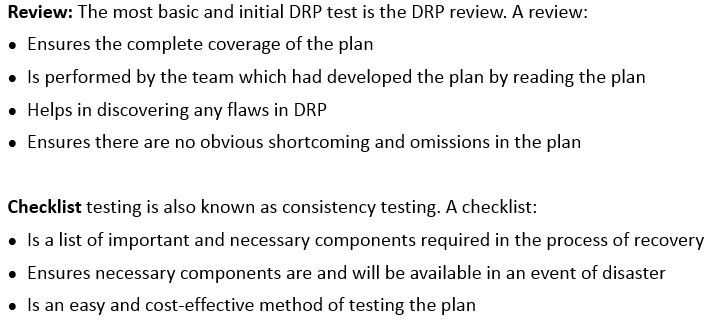 Review: The most basic and initial DRP test is the DRP review. A review:
• Ensures the complete coverage of the plan
• Is performed by the team which had developed the plan by reading the plan
• Helps in discovering any flaws in DRP
• Ensures there are no obvious shortcoming and omissions in the plan
Checklist testing is also known as consistency testing. A checklist:
• Is a list of important and necessary components required in the process of recovery
• Ensures necessary components are and will be available in an event of disaster
• Is an easy and cost-effective method of testing the plan